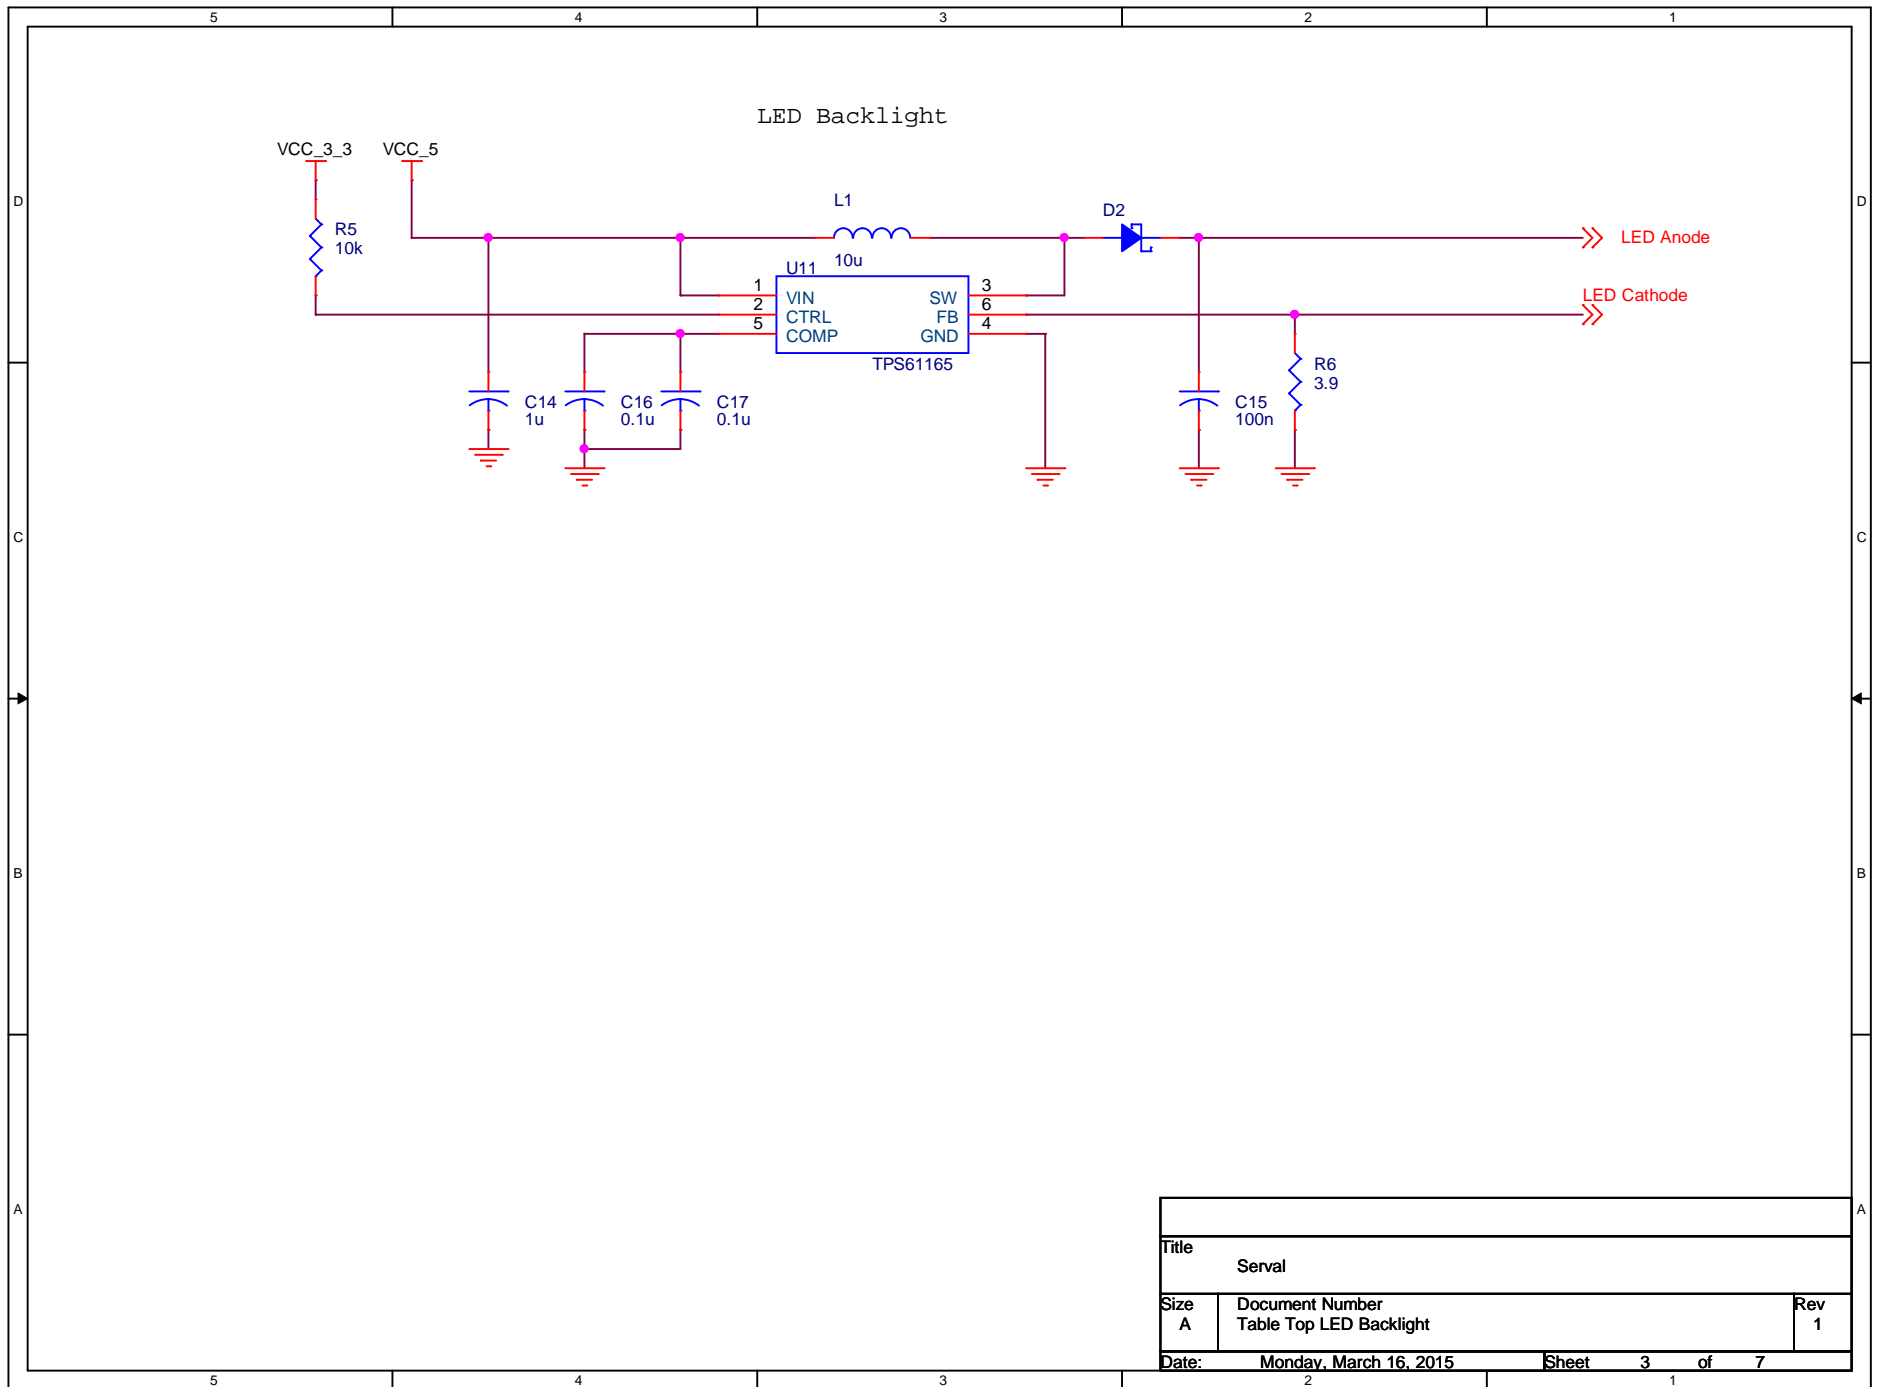 5 4 3 2 1
LED Backlight
VCC_3_3 VCC_5
D D
L1
D2
R5
10k
LED Anode
10u
U11
LED Cathode
1 VIN SW 3
2 CTRL FB 6
5 COMP GND 4
TPS61165
R6
3.9
C14
1u
C16
0.1u
C17
0.1u
C15
100n
C C
B B
A A
Title
Serval
Size Document Number Rev
A Table Top LED Backlight 1
Date: Monday, March 16, 2015 Sheet 3 of 7
5 4 3 2 1